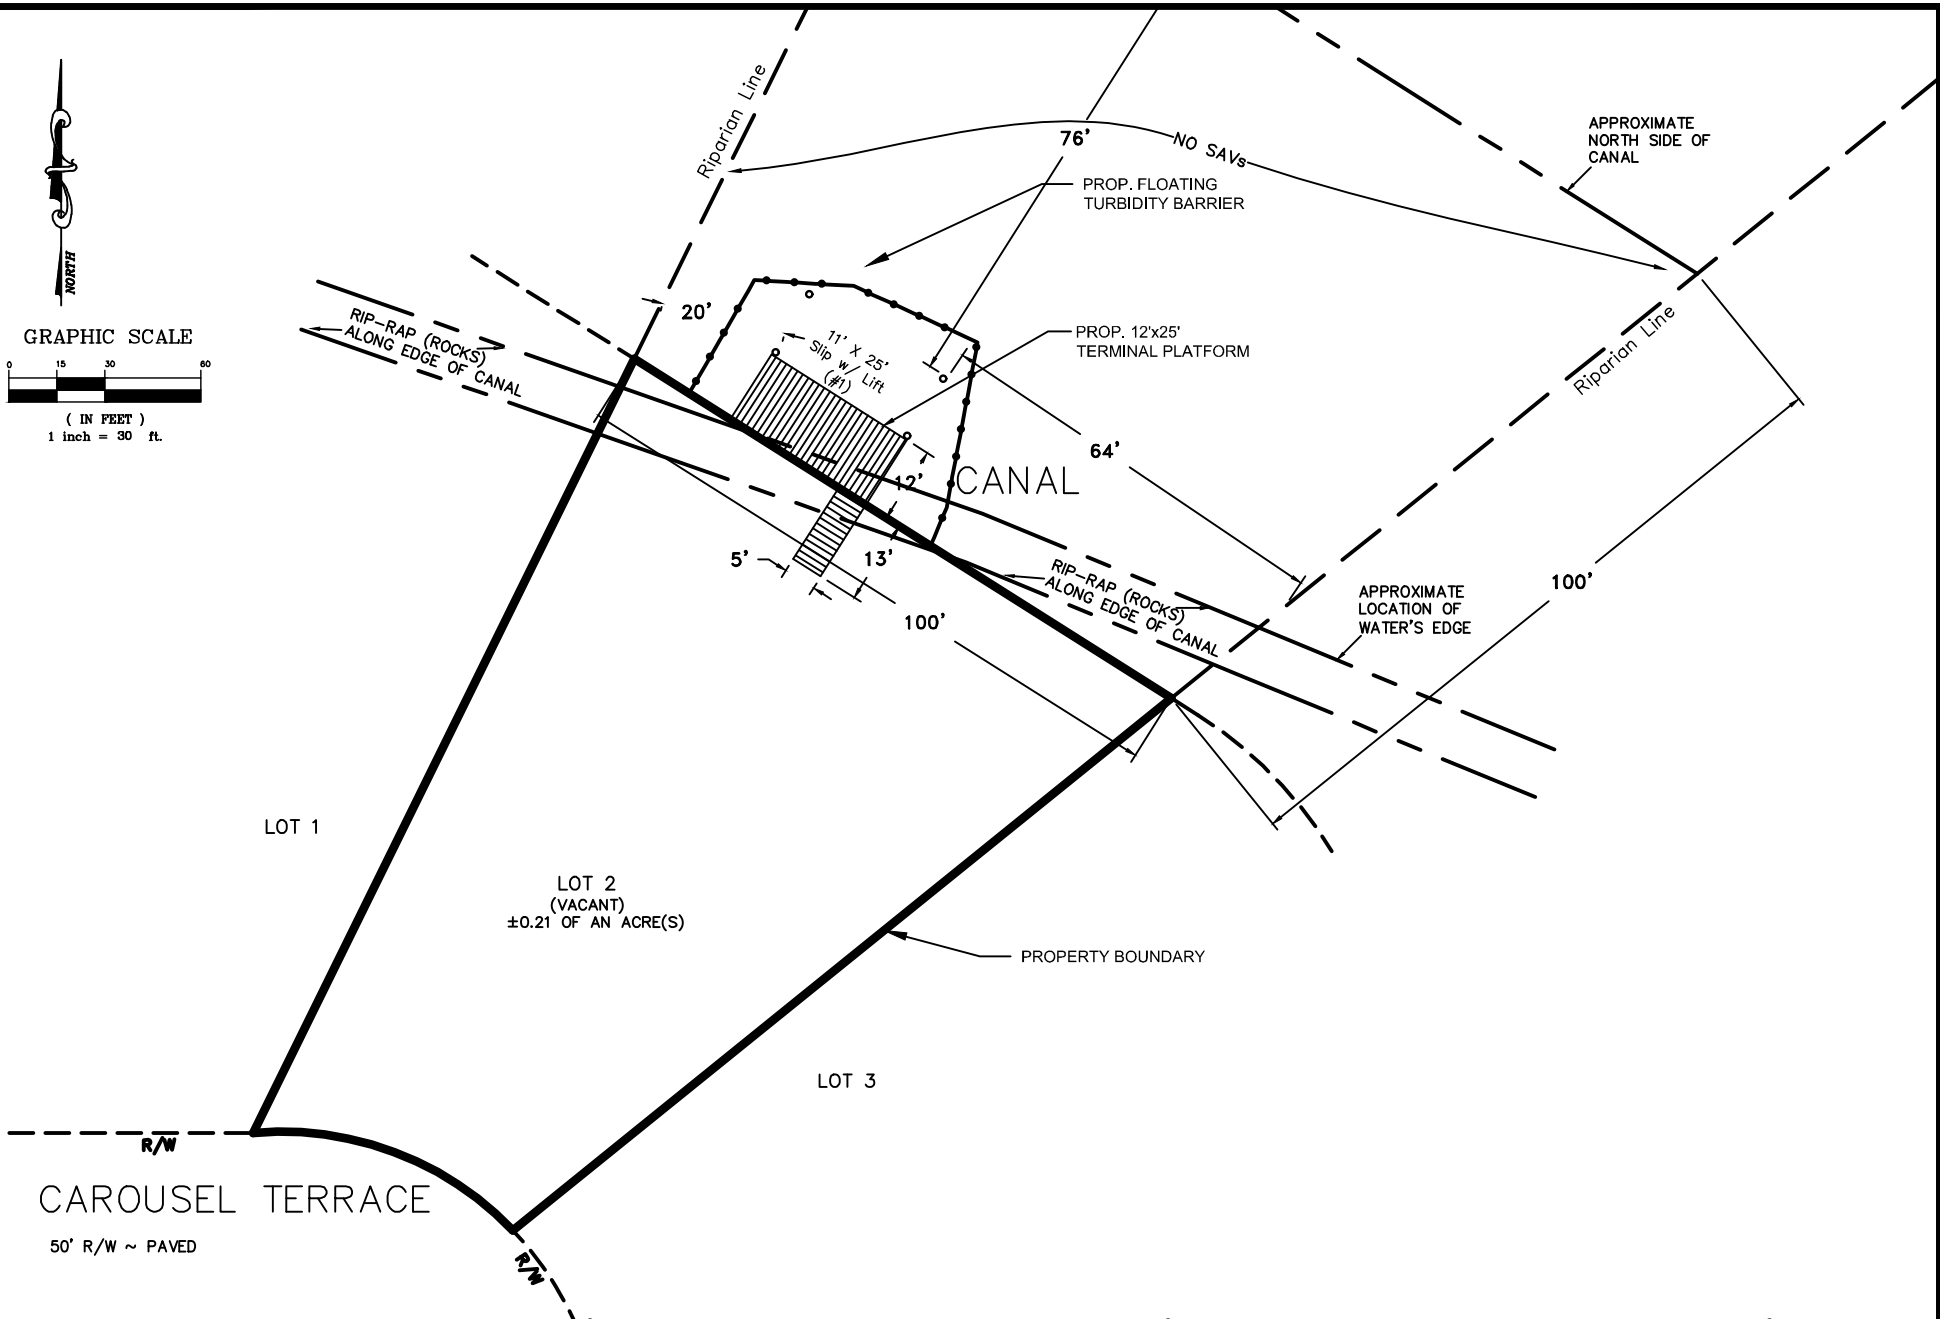 NORTH
GRAPHIC SCALE
0 15 30 60
( IN FEET )
1 inch = 30 ft.
Riparian Line
76'
NO SAVs
APPROXIMATE
NORTH SIDE OF
CANAL
PROP. FLOATING
TURBIDITY BARRIER
20'
RIP-RAP (ROCKS)
ALONG EDGE OF CANAL
11' X 25'
Slip w/ Lift
(#1)
PROP. 12'x25'
TERMINAL PLATFORM
Riparian Line
64'
12'
CANAL
5'
13'
100'
RIP-RAP (ROCKS)
ALONG EDGE OF CANAL
100'
APPROXIMATE
LOCATION OF
WATER'S EDGE
LOT 1
LOT 2
(VACANT)
±0.21 OF AN ACRE(S)
PROPERTY BOUNDARY
LOT 3
R/W
CAROUSEL TERRACE
50' R/W ~ PAVED
R/W